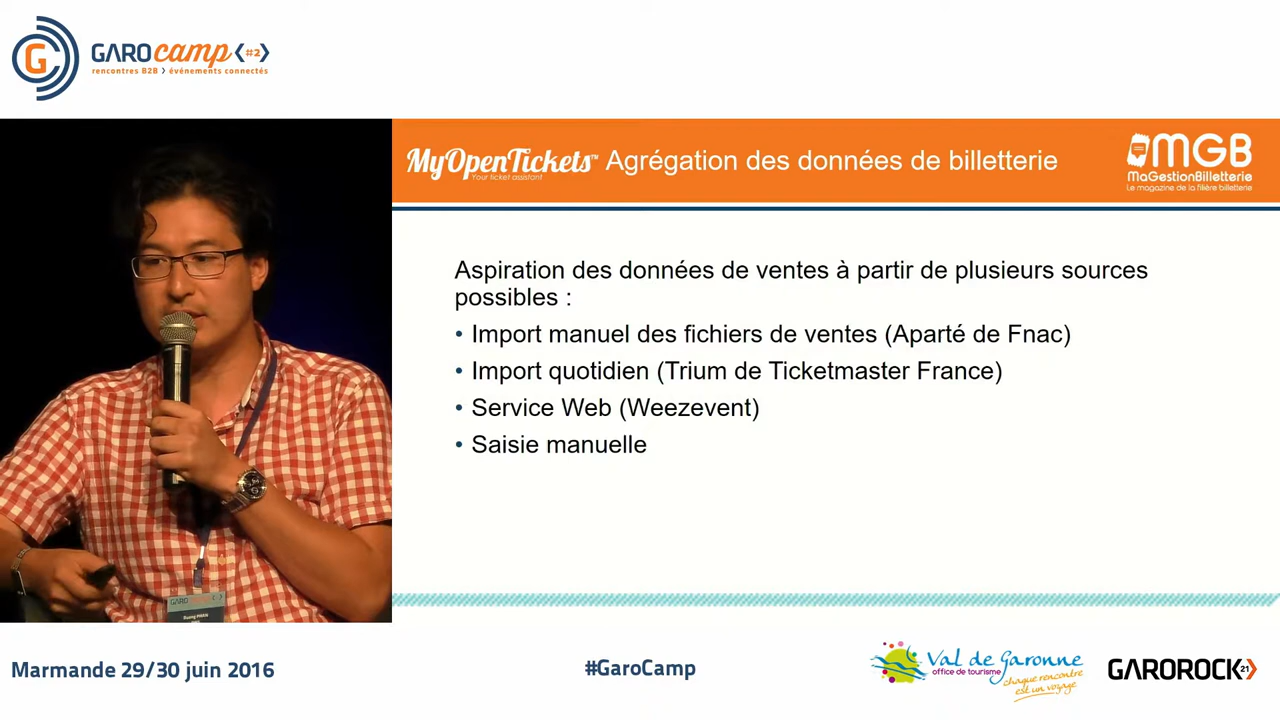 G
GAROcamp <#2>
rencontres B2B > événements connectés
MyOpenTickets™ Agrégation des données de billetterie
Your ticket assistant
MGB
MaGestionBilletterie
Le magazine de la filière billetterie
Aspiration des données de ventes à partir de plusieurs sources
possibles :
• Import manuel des fichiers de ventes (Aparté de Fnac)
• Import quotidien (Trium de Ticketmaster France)
• Service Web (Weezevent)
• Saisie manuelle
GARO
Marmande 29/30 juin 2016
#GaroCamp
Val de Garonne
office de tourisme
chaque rencontre
est un voyage
GAROROCK 21